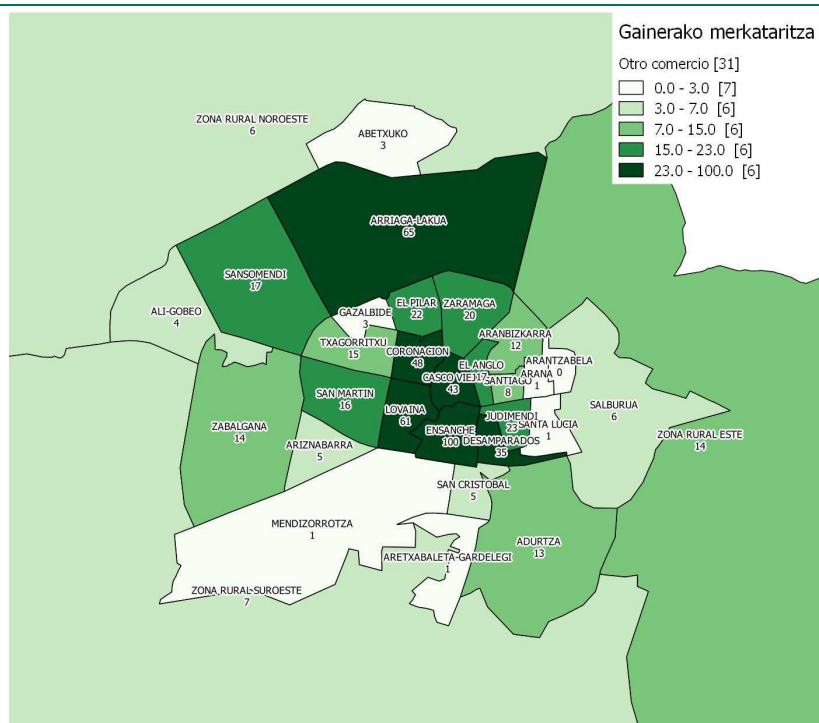 Gainerako merkataritza
Otro comercio [31]
0.0 - 3.0 [7]
3.0 - 7.0 [6]
7.0 - 15.0 [6]
15.0 - 23.0 [6]
23.0 - 100.0 [6]
ZONA RURAL NOROESTE
6
ABETXUKO
3
ARRIAGA-LAKUA
65
SANSOMENDI
17
ALI-GOBEO
4
GAZALBIDE
3
EL PILAR
22
ZARAMAGA
20
TXAGORRITXU
15
CORONACION
48
ARANBIZKARRA
12
EL ANGLO
17
CASCO VIEJ
43
SANTIAGO
8
ARANTZABELA
0
ARANA
1
SAN MARTIN
16
LOVAINA
61
ZABALGANA
14
ARIZNABARRA
5
ENSANCHE
100
JUDIMENDI
23
DESAMPARADOS
35
SANTA LUCIA
1
SALBURUA
6
ZONA RURAL ESTE
14
SAN CRISTOBAL
5
MENDIZORROTZA
1
ARETXABALETA-GARDELEGI
1
ADURTZA
13
ZONA RURAL SUROESTE
7